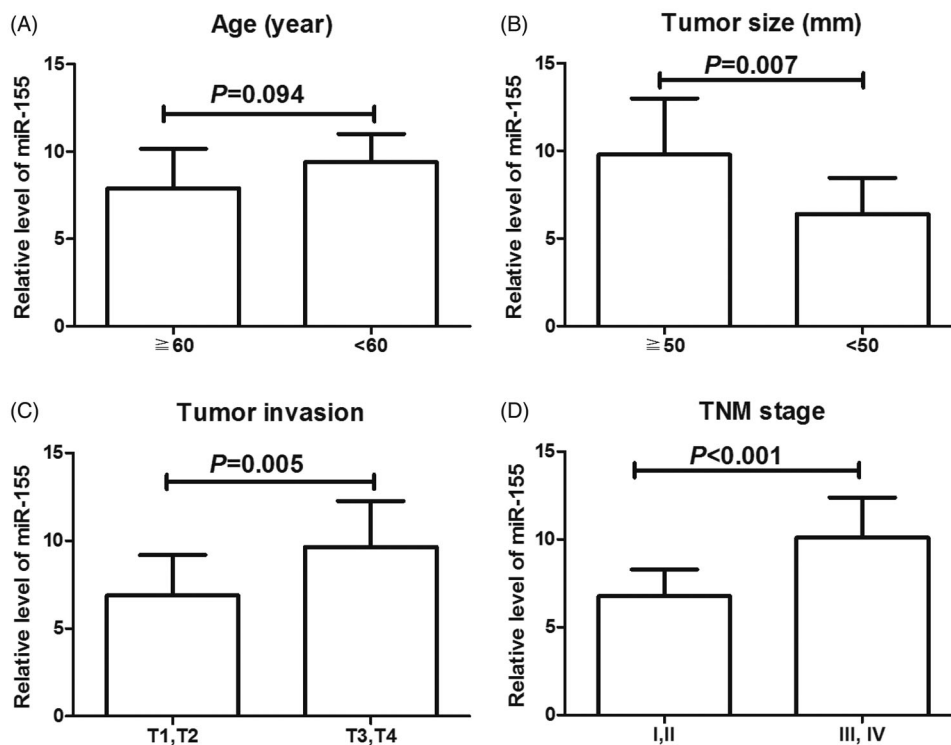 (A)
Age (year)
Relative level of miR-155
15
10
5
0
P=0.094
≧60
<60
(B)
Tumor size (mm)
Relative level of miR-155
15
10
5
0
P=0.007
≧50
<50
(C)
Tumor invasion
Relative level of miR-155
15
10
5
0
P=0.005
T1,T2
T3,T4
(D)
TNM stage
Relative level of miR-155
15
10
5
0
P<0.001
I,II
III, IV